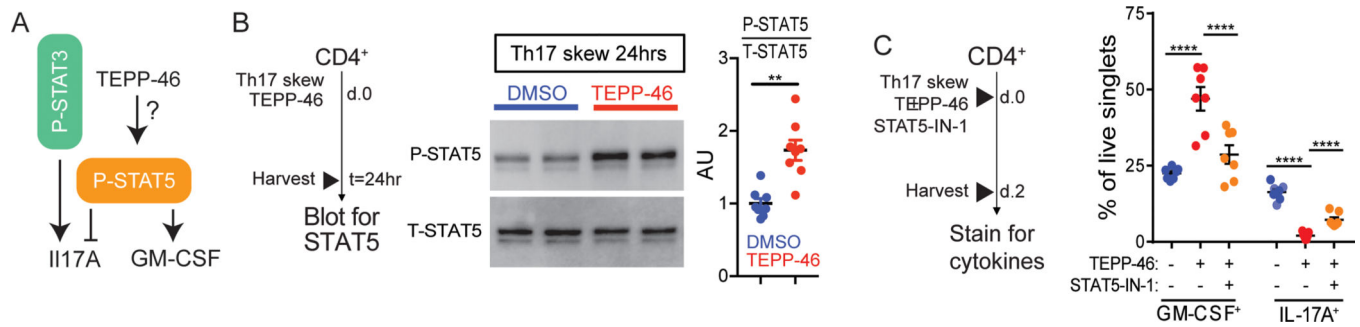 A
P-STAT3
TEPP-46
?
P-STAT5
Il17A
GM-CSF
B
CD4+
Th17 skew
TEPP-46
d.0
Harvest
t=24hr
Blot for
STAT5
Th17 skew 24hrs
DMSO
TEPP-46
P-STAT5
T-STAT5
P-STAT5
T-STAT5
3
2
1
0
AU
**
DMSO
TEPP-46
C
CD4+
Th17 skew
±
TEPP-46
STAT5-IN-1
d.0
Harvest
d.2
Stain for
cytokines
75
50
25
0
% of live singlets
**** ****
**** ****
TEPP-46: - + + - + +
STAT5-IN-1: - - + - - +
GM-CSF+ IL-17A+